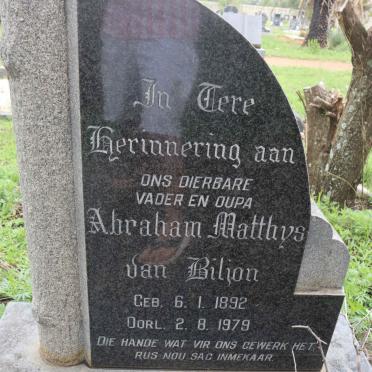 In Tere
Herinnering aan
ONS DIERBARE
VADER EN OUPA
Abraham Matthys
van Biljon
GEB. 6. 1. 1892
OORL. 2. 8. 1979
DIE HANDE WAT VIR ONS GEWERK HET,
RUS NOU SAG INMEKAAR.